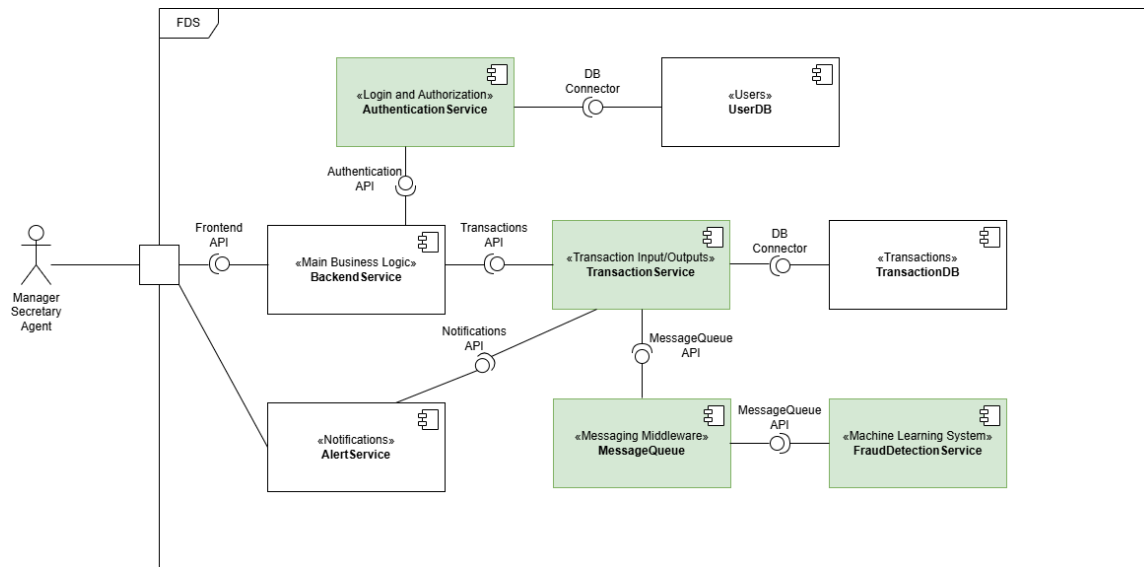 FDS
«Login and Authorization»
AuthenticationService
DB
Connector
«Users»
UserDB
Authentication
API
Manager
Secretary
Agent
Frontend
API
«Main Business Logic»
BackendService
Transactions
API
«Transaction Input/Outputs»
TransactionService
DB
Connector
«Transactions»
TransactionDB
Notifications
API
MessageQueue
API
«Notifications»
AlertService
«Messaging Middleware»
MessageQueue
MessageQueue
API
«Machine Learning System»
FraudDetectionService